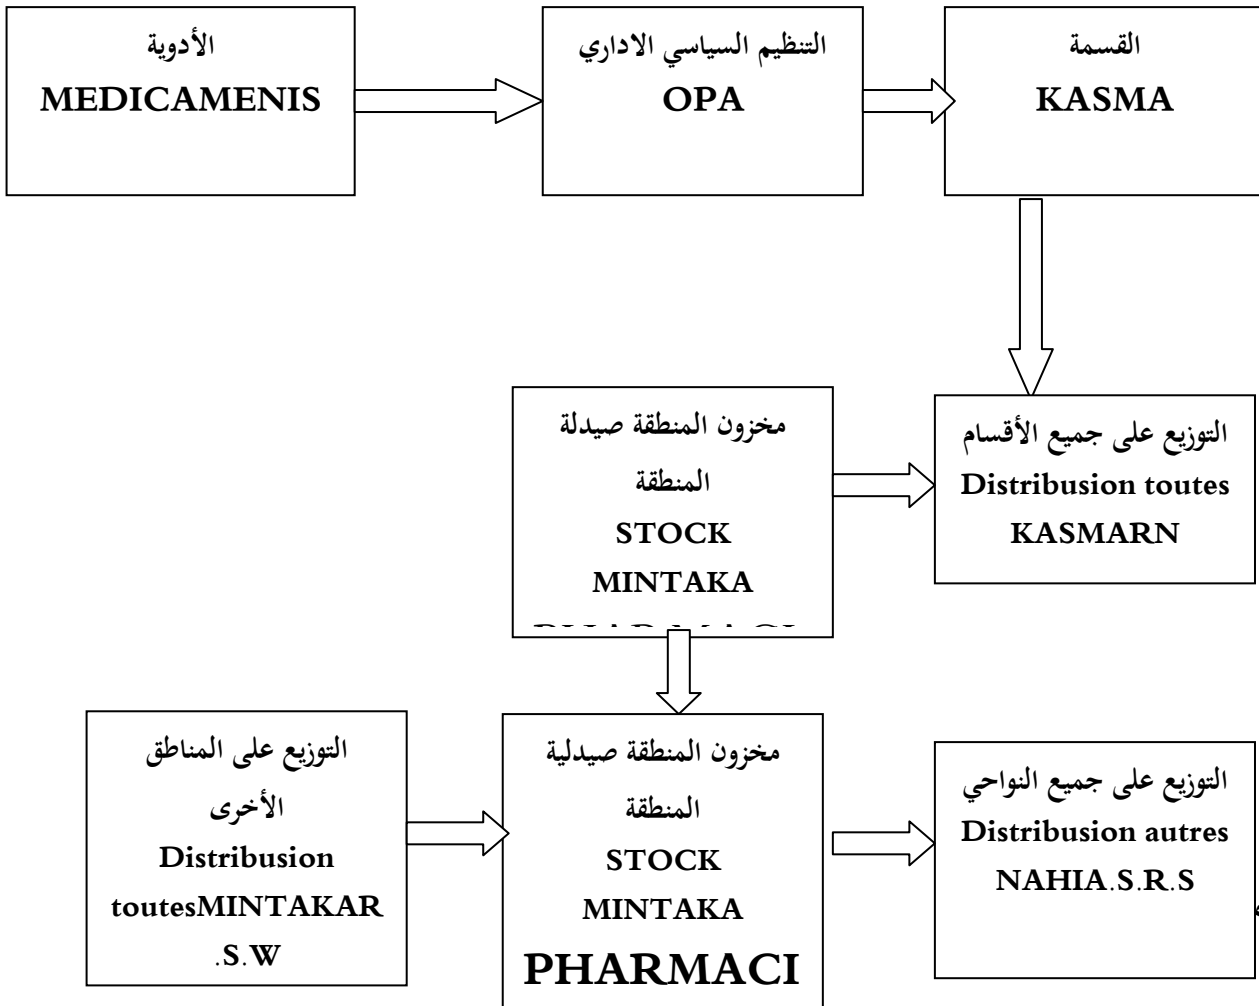 الأدوية
MEDICAMENIS
التنظيم السياسي الاداري
OPA
القسمة
KASMA
مخزون المنطقة صيدلة
المنطقة
STOCK
MINTAKA
التوزيع على جميع الأقسام
Distribusion toutes
KASMARN
التوزيع على المناطق
الأخرى
Distribusion
toutesMINTAKAR
.S.W
مخزون المنطقة صيدلية
المنطقة
STOCK
MINTAKA
PHARMACI
التوزيع على جميع النواحي
Distribusion autres
NAHIA.S.R.S